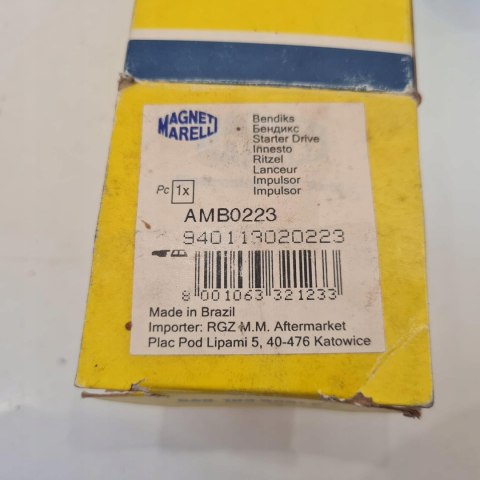 MAGNETI
MARELLI
Bendiks
Бендикс
Starter Drive
Innesto
Ritzel
Lanceur
Impulsor
Impulsor
Pc 1x
AMB0223
940113020223
8 001063 321233
Made in Brazil
Importer: RGZ M.M. Aftermarket
Plac Pod Lipami 5, 40-476 Katowice